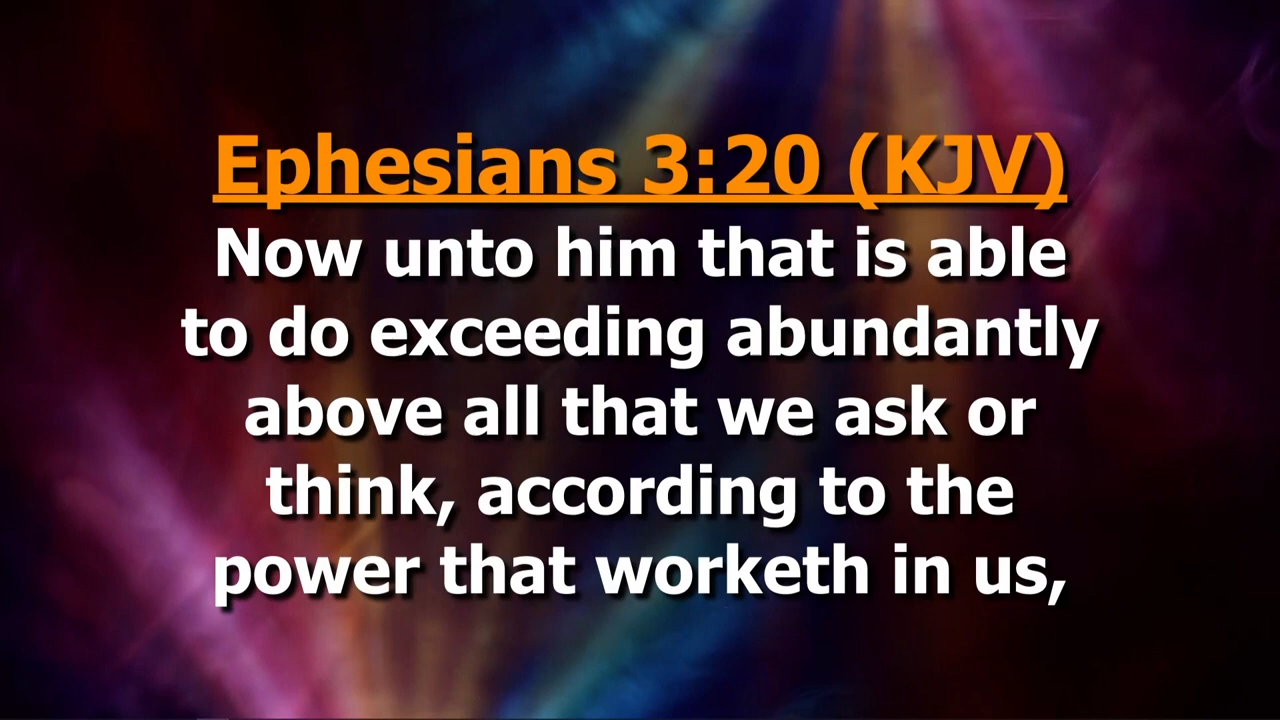 Ephesians 3:20 (KJV)
Now unto him that is able
to do exceeding abundantly
above all that we ask or
think, according to the
power that worketh in us,